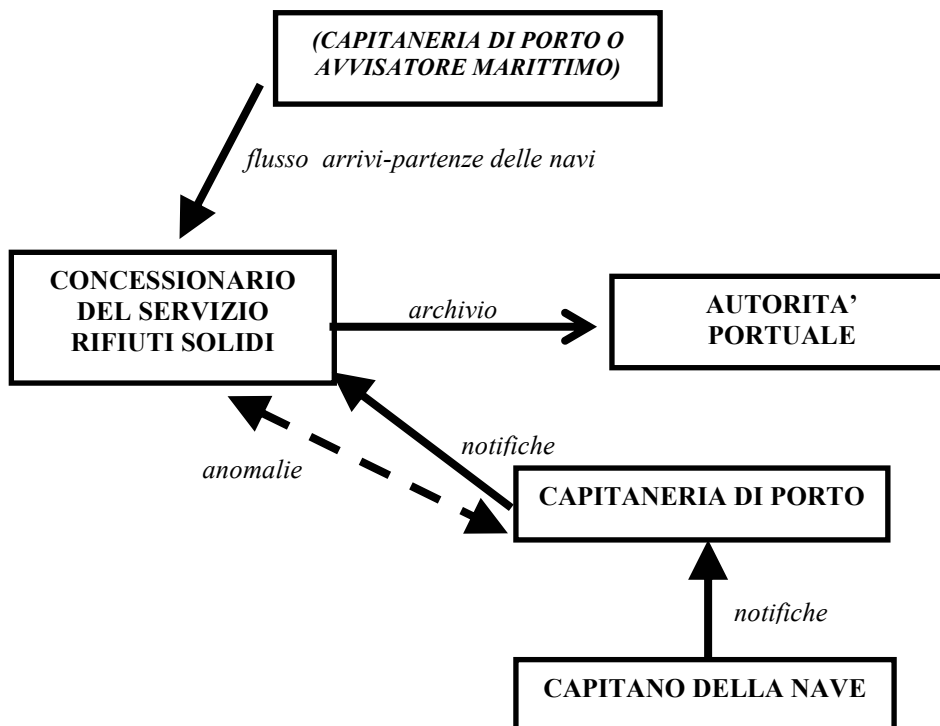 (CAPITANERIA DI PORTO O
AVVISATORE MARITTIMO)
flusso arrivi-partenze delle navi
CONCESSIONARIO
DEL SERVIZIO
RIFIUTI SOLIDI
archivio
AUTORITA’
PORTUALE
notifiche
anomalie
CAPITANERIA DI PORTO
notifiche
CAPITANO DELLA NAVE